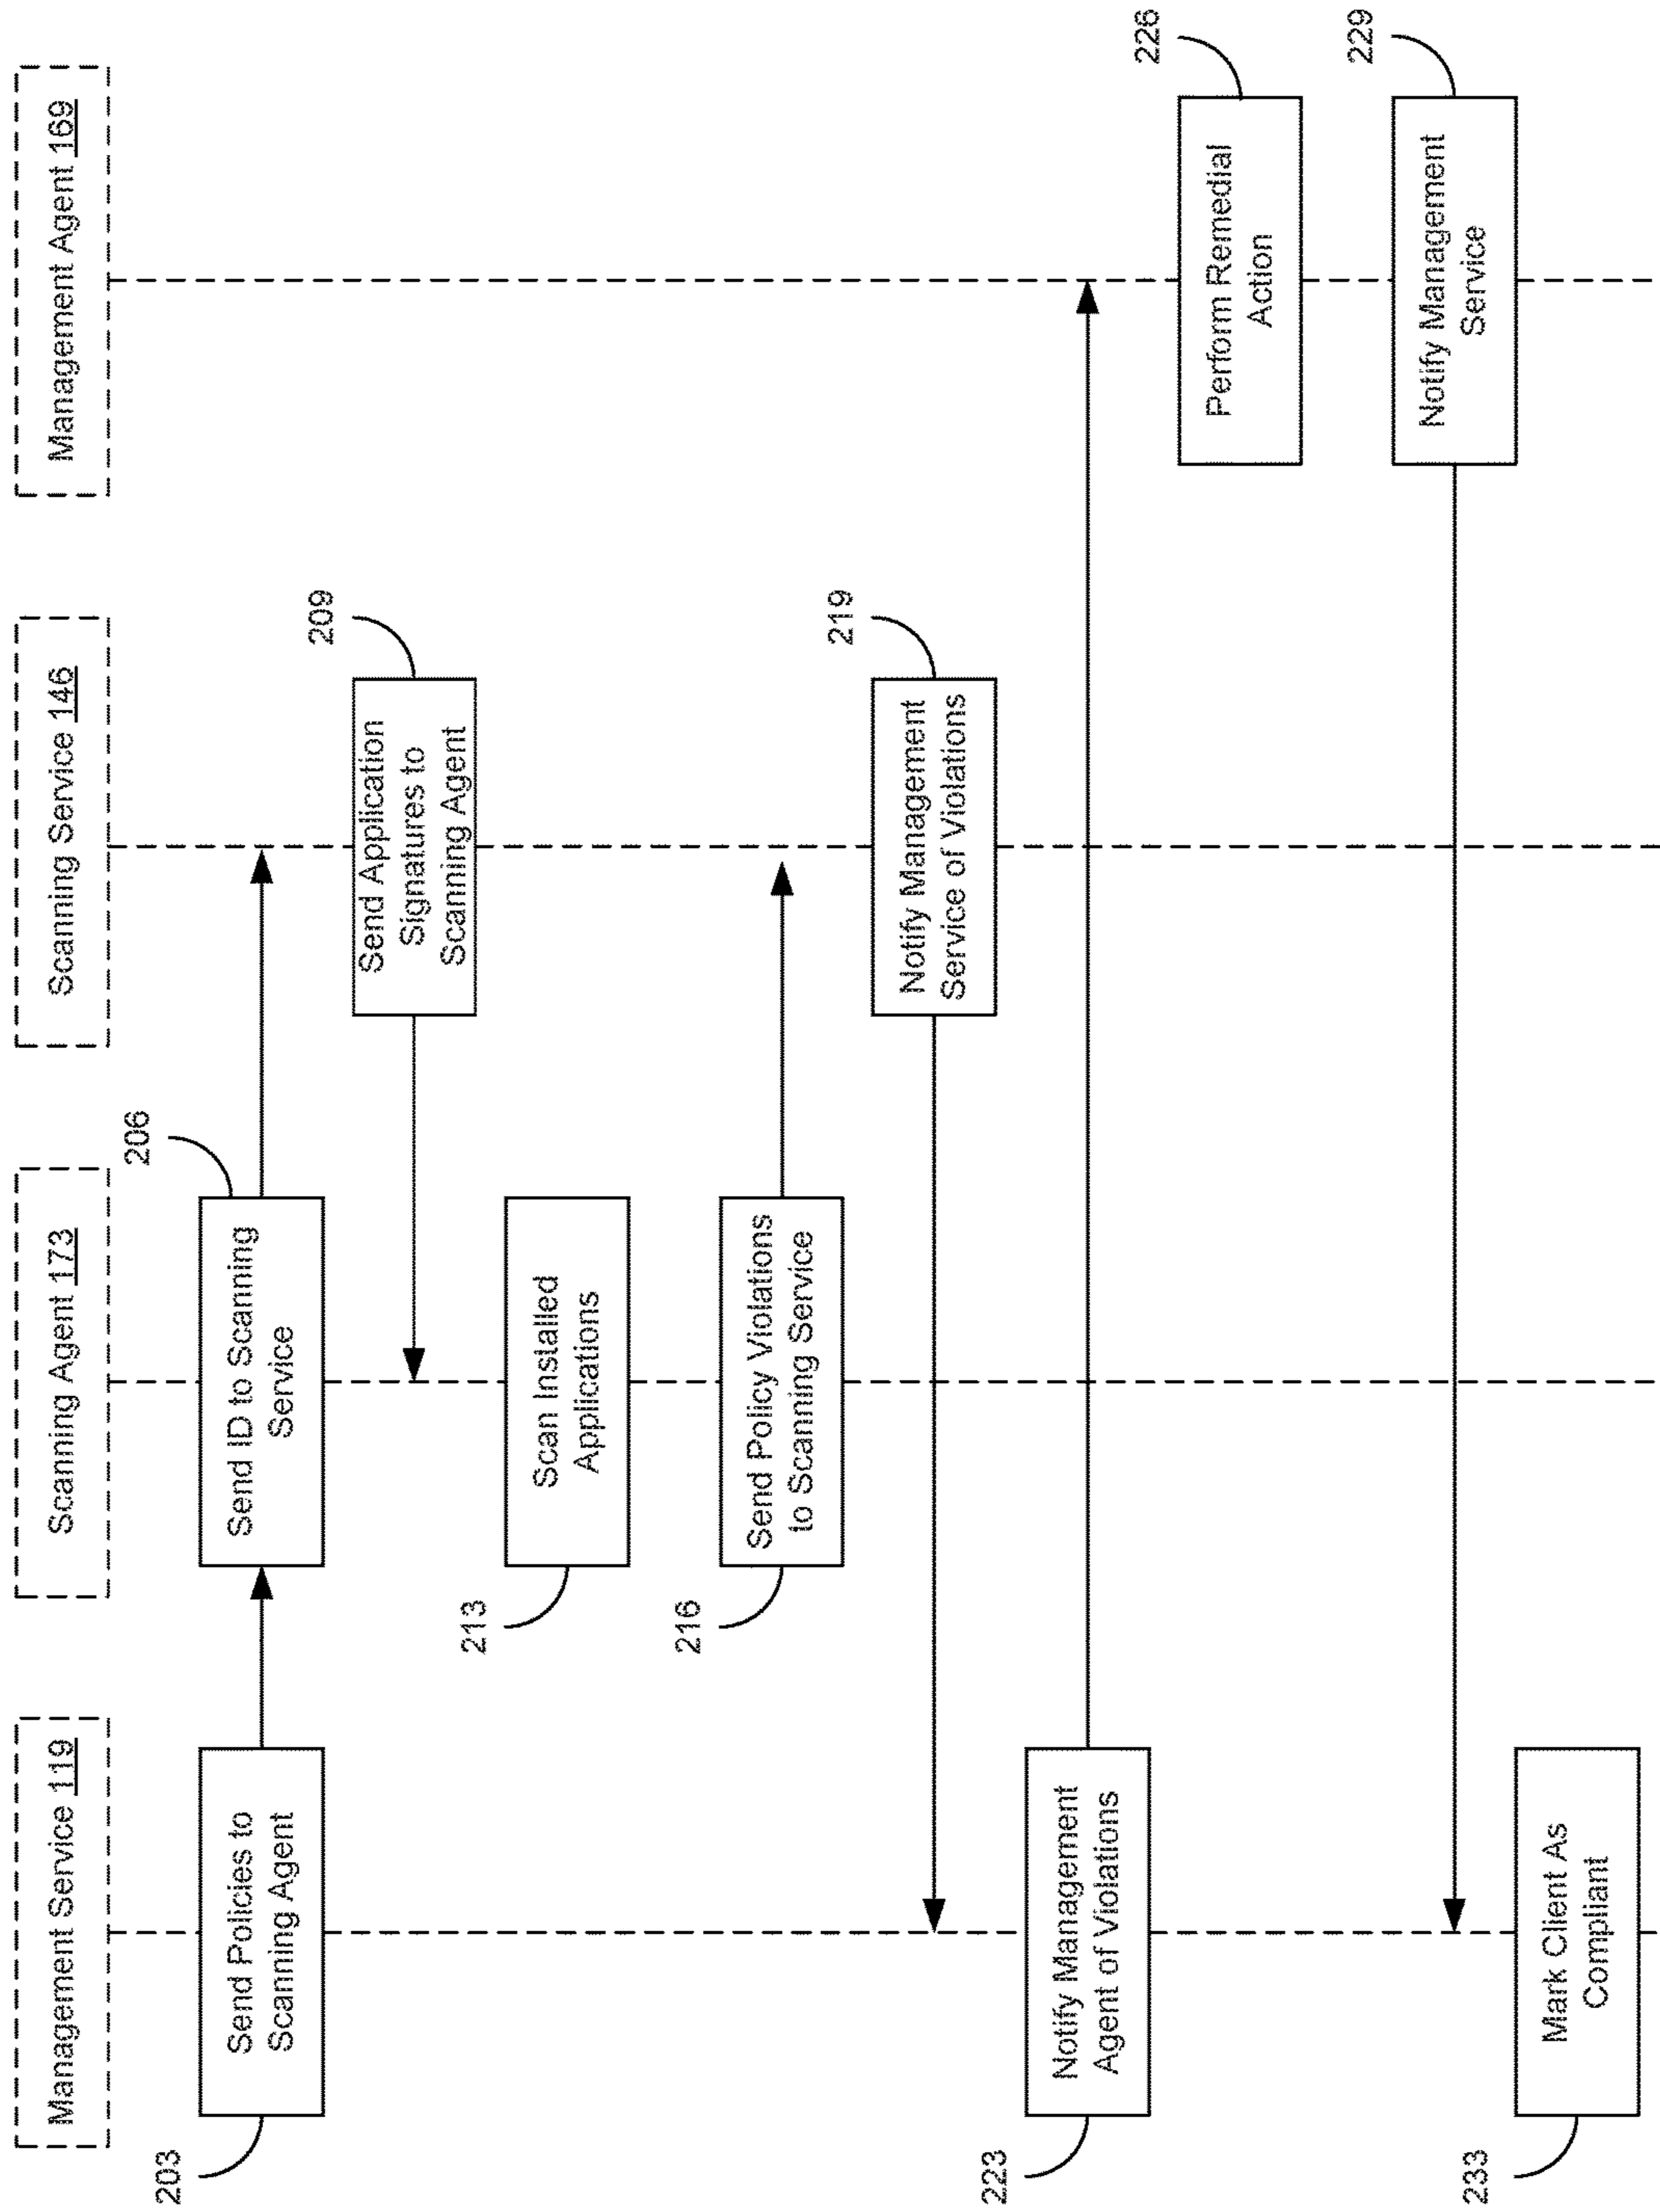 Management Service 119
Scanning Agent 173
Scanning Service 146
Management Agent 169
203
Send Policies to
Scanning Agent
206
Send ID to Scanning
Service
209
Send Application
Signatures to
Scanning Agent
213
Scan Installed
Applications
216
Send Policy Violations
to Scanning Service
219
Notify Management
Service of Violations
223
Notify Management
Agent of Violations
226
Perform Remedial
Action
229
Notify Management
Service
233
Mark Client As
Compliant